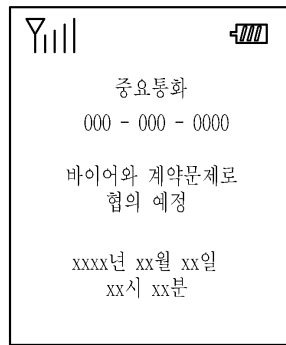 중요통화
000 - 000 - 0000
바이어와 계약문제로
협의 예정
xxxx년 xx월 xx일
xx시 xx분